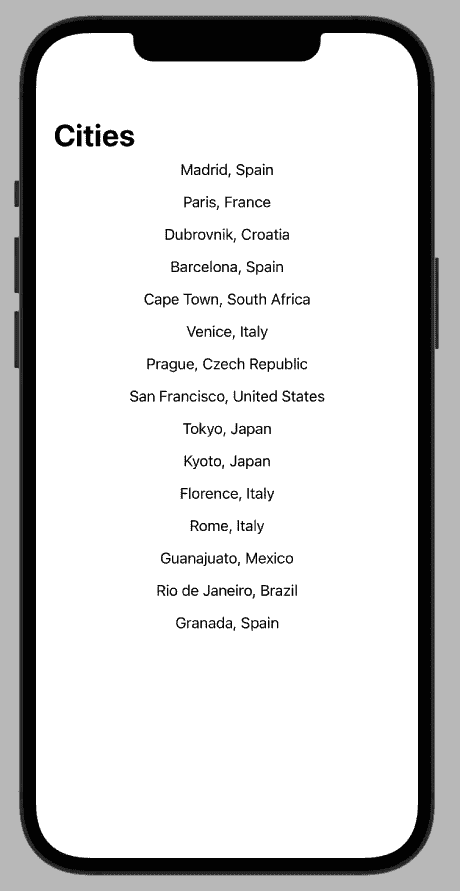 Cities
Madrid, Spain
Paris, France
Dubrovnik, Croatia
Barcelona, Spain
Cape Town, South Africa
Venice, Italy
Prague, Czech Republic
San Francisco, United States
Tokyo, Japan
Kyoto, Japan
Florence, Italy
Rome, Italy
Guanajuato, Mexico
Rio de Janeiro, Brazil
Granada, Spain